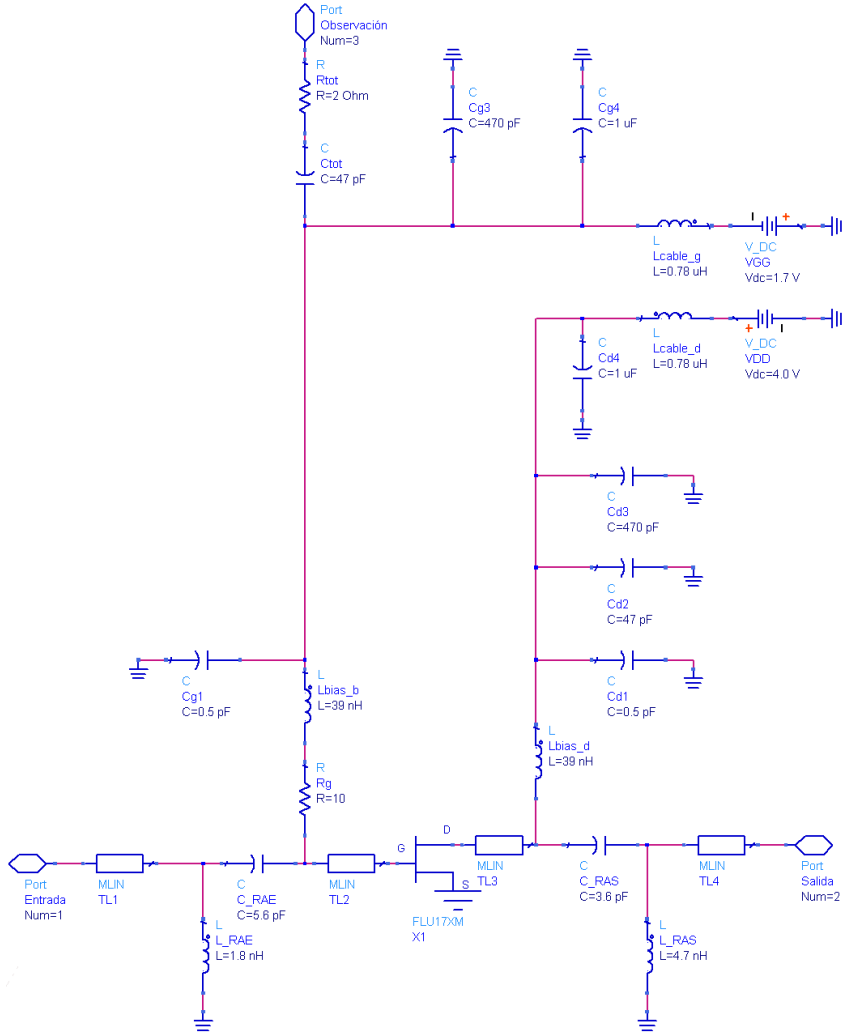 Port
Observación
Num=3
R
Rtot
R=2 Ohm
C
Ctot
C=47 pF
C
Cg3
C=470 pF
C
Cg4
C=1 uF
L
Lcable_g
L=0.78 uH
V_DC
VGG
Vdc=1.7 V
L
Lcable_d
L=0.78 uH
V_DC
VDD
Vdc=4.0 V
C
Cd4
C=1 uF
C
Cd3
C=470 pF
C
Cd2
C=47 pF
C
Cd1
C=0.5 pF
C
Cg1
C=0.5 pF
L
Lbias_b
L=39 nH
L
Lbias_d
L=39 nH
R
Rg
R=10
Port
Entrada
Num=1
MLIN
TL1
C
C_RAE
C=5.6 pF
MLIN
TL2
G
D
S
FLU17XM
X1
MLIN
TL3
C
C_RAS
C=3.6 pF
MLIN
TL4
Port
Salida
Num=2
L
L_RAE
L=1.8 nH
L
L_RAS
L=4.7 nH